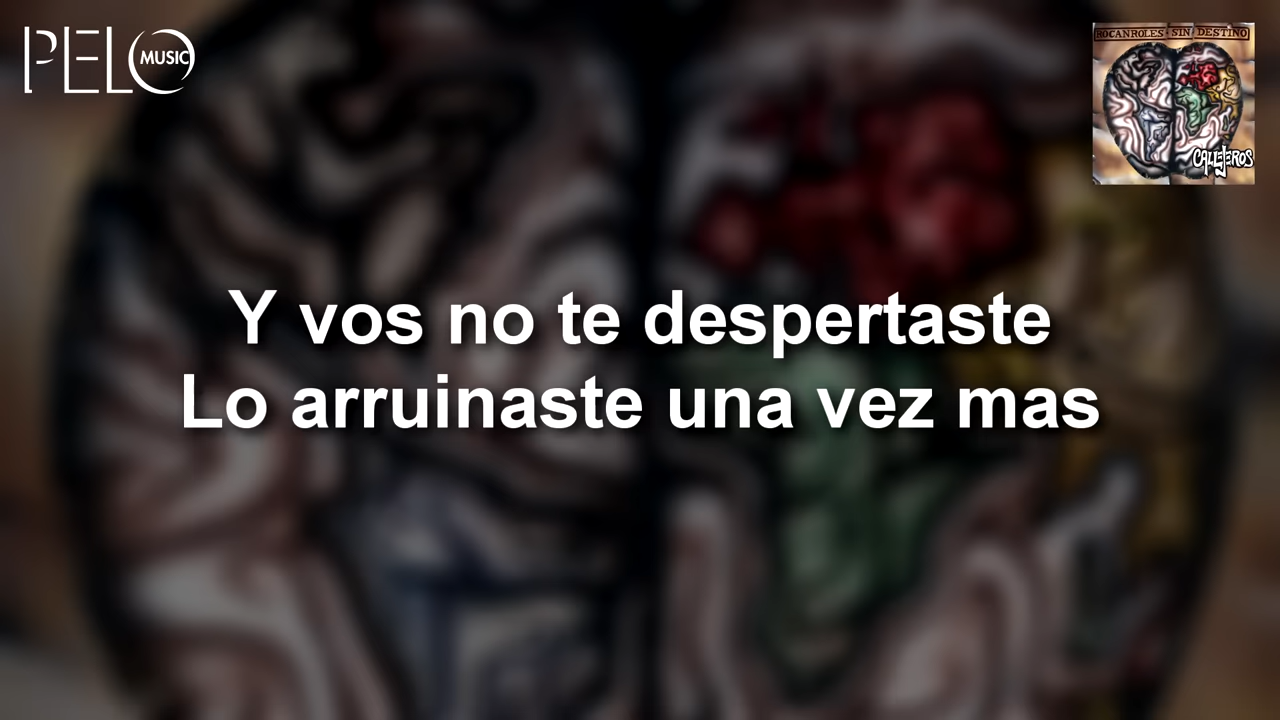 PELO MUSIC
ROCANROLES SIN DESTINO
CALLEJEROS
Y vos no te despertaste
Lo arruinaste una vez mas